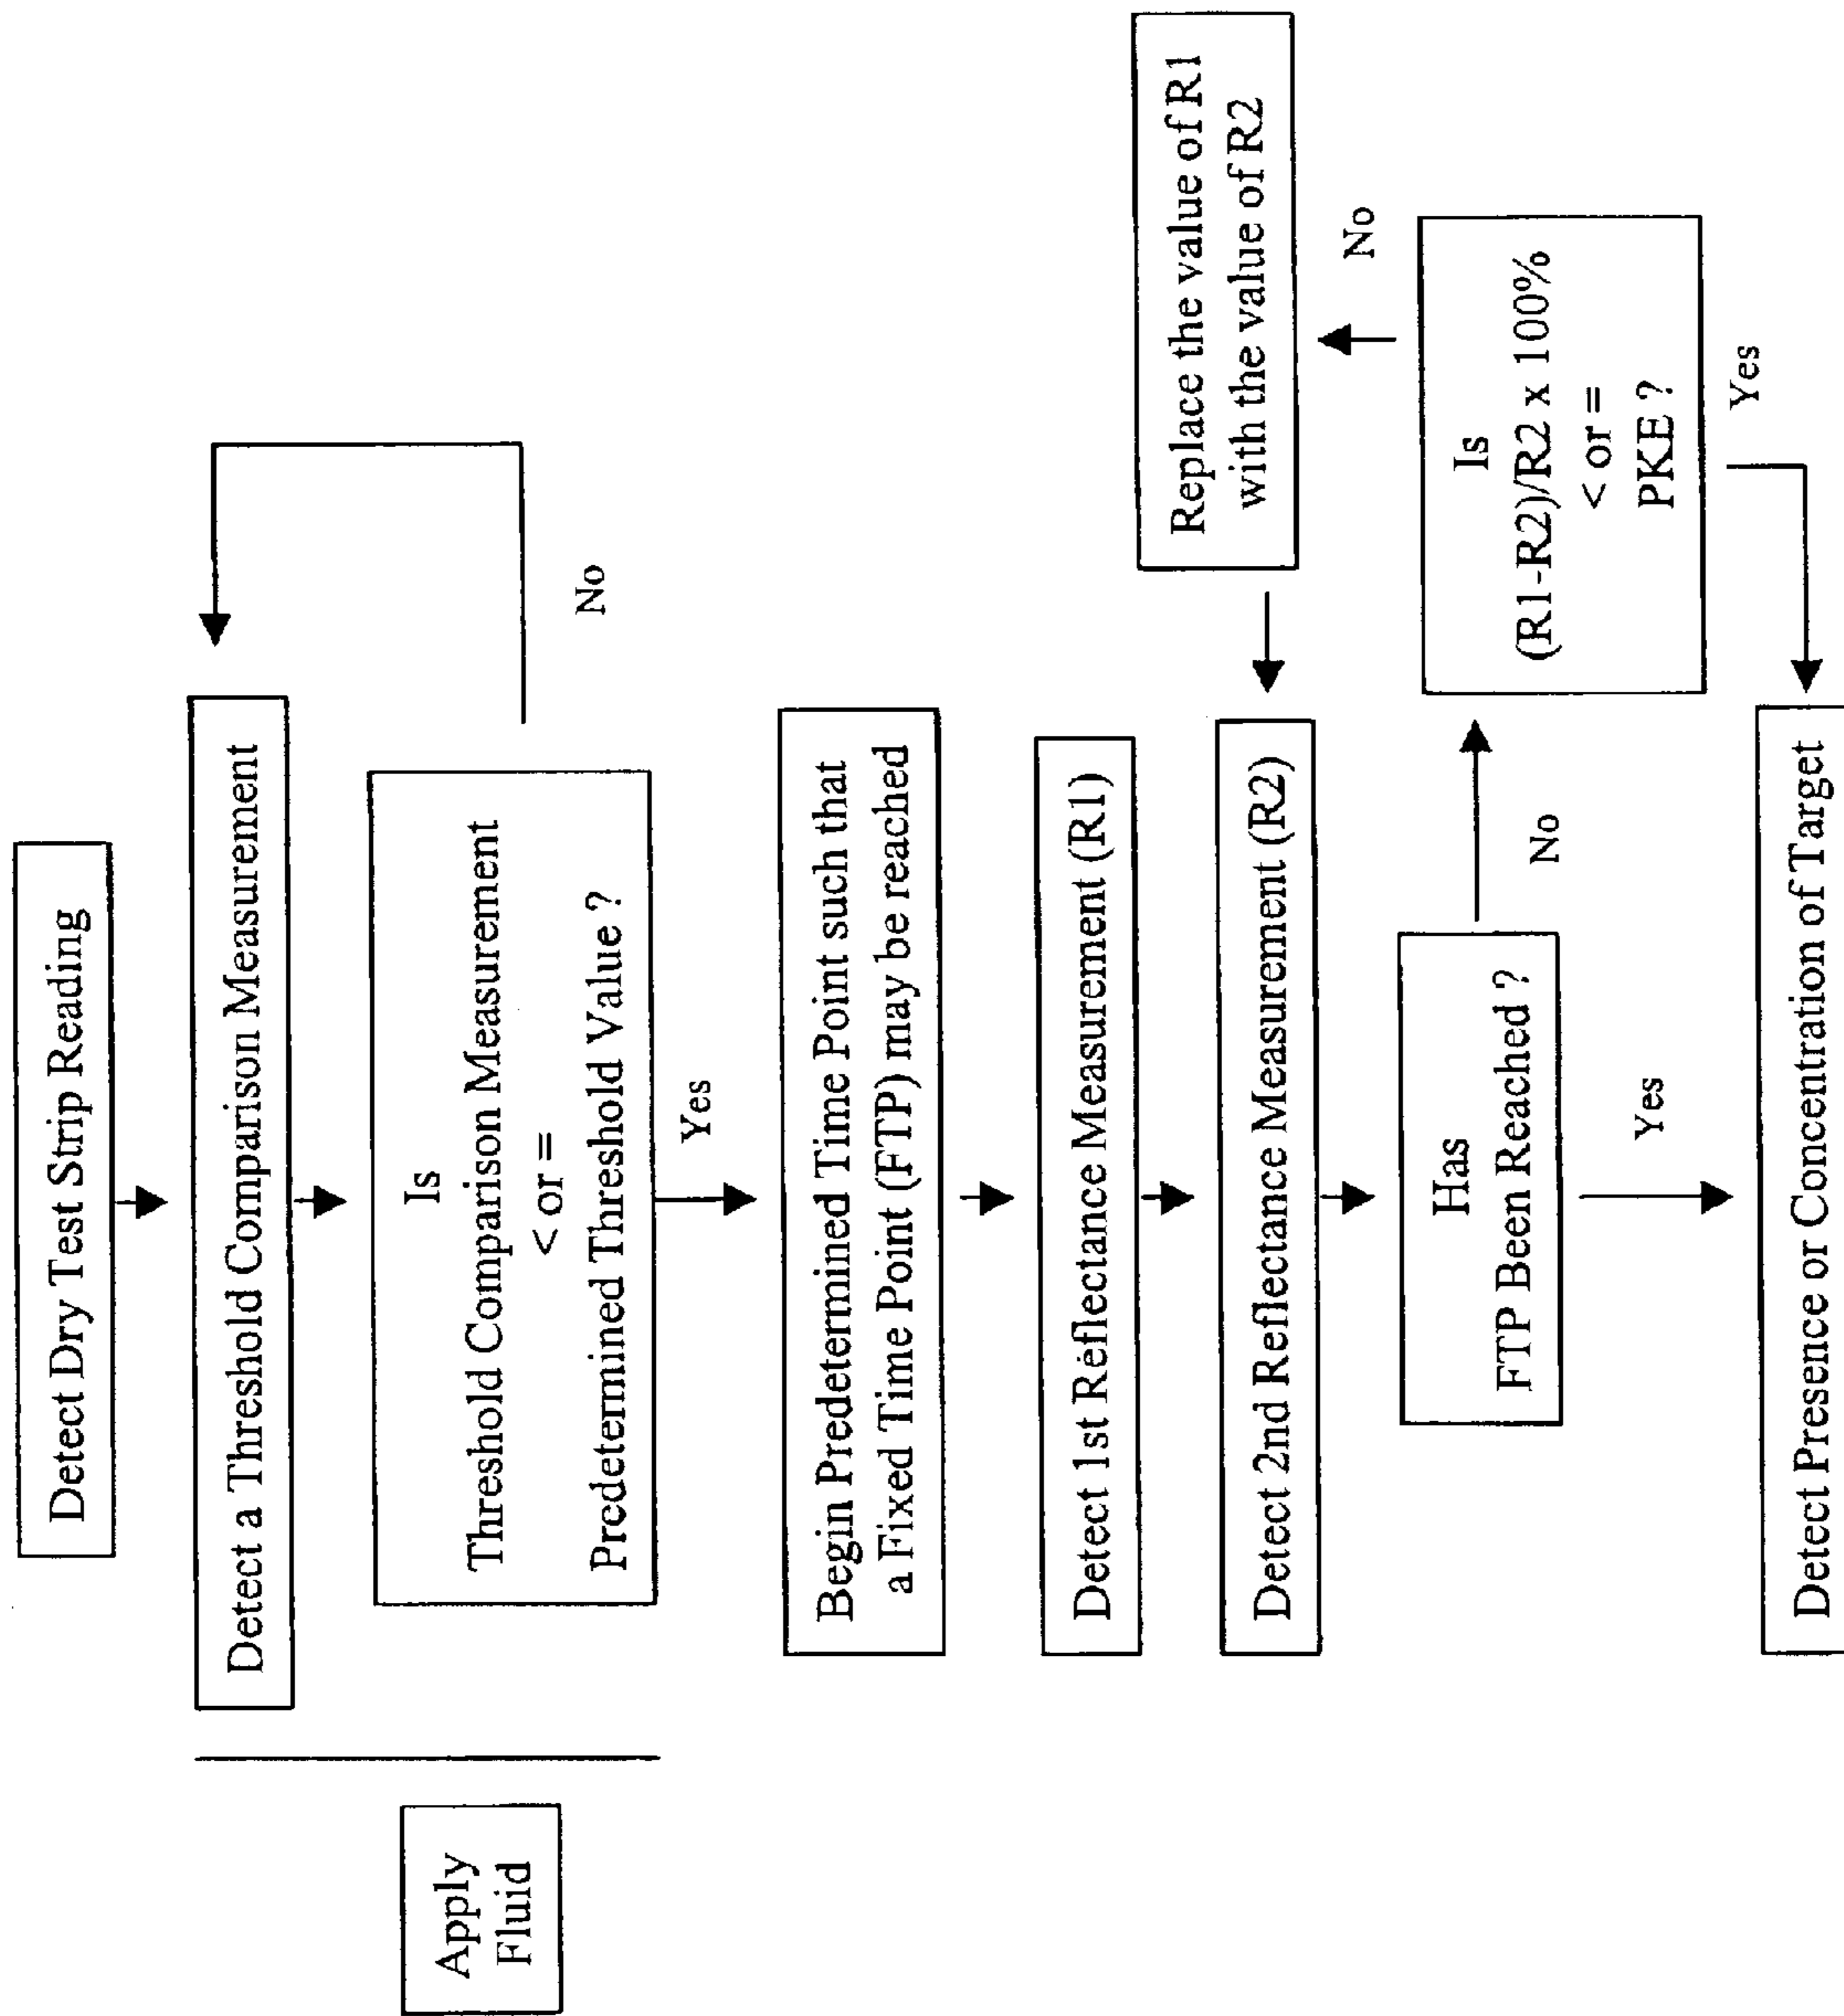 Detect Dry Test Strip Reading
Detect a Threshold Comparison Measurement
Apply
Fluid
Is
Threshold Comparison Measurement
< or =
Predetermined Threshold Value ?
No
Yes
Begin Predetermined Time Point such that
a Fixed Time Point (FTP) may be reached
Detect 1st Reflectance Measurement (R1)
Detect 2nd Reflectance Measurement (R2)
Replace the value of R1
with the value of R2
No
Has
FTP Been Reached ?
No
Is
(R1-R2)/R2 x 100%
< or =
PKE ?
Yes
Yes
Detect Presence or Concentration of Target